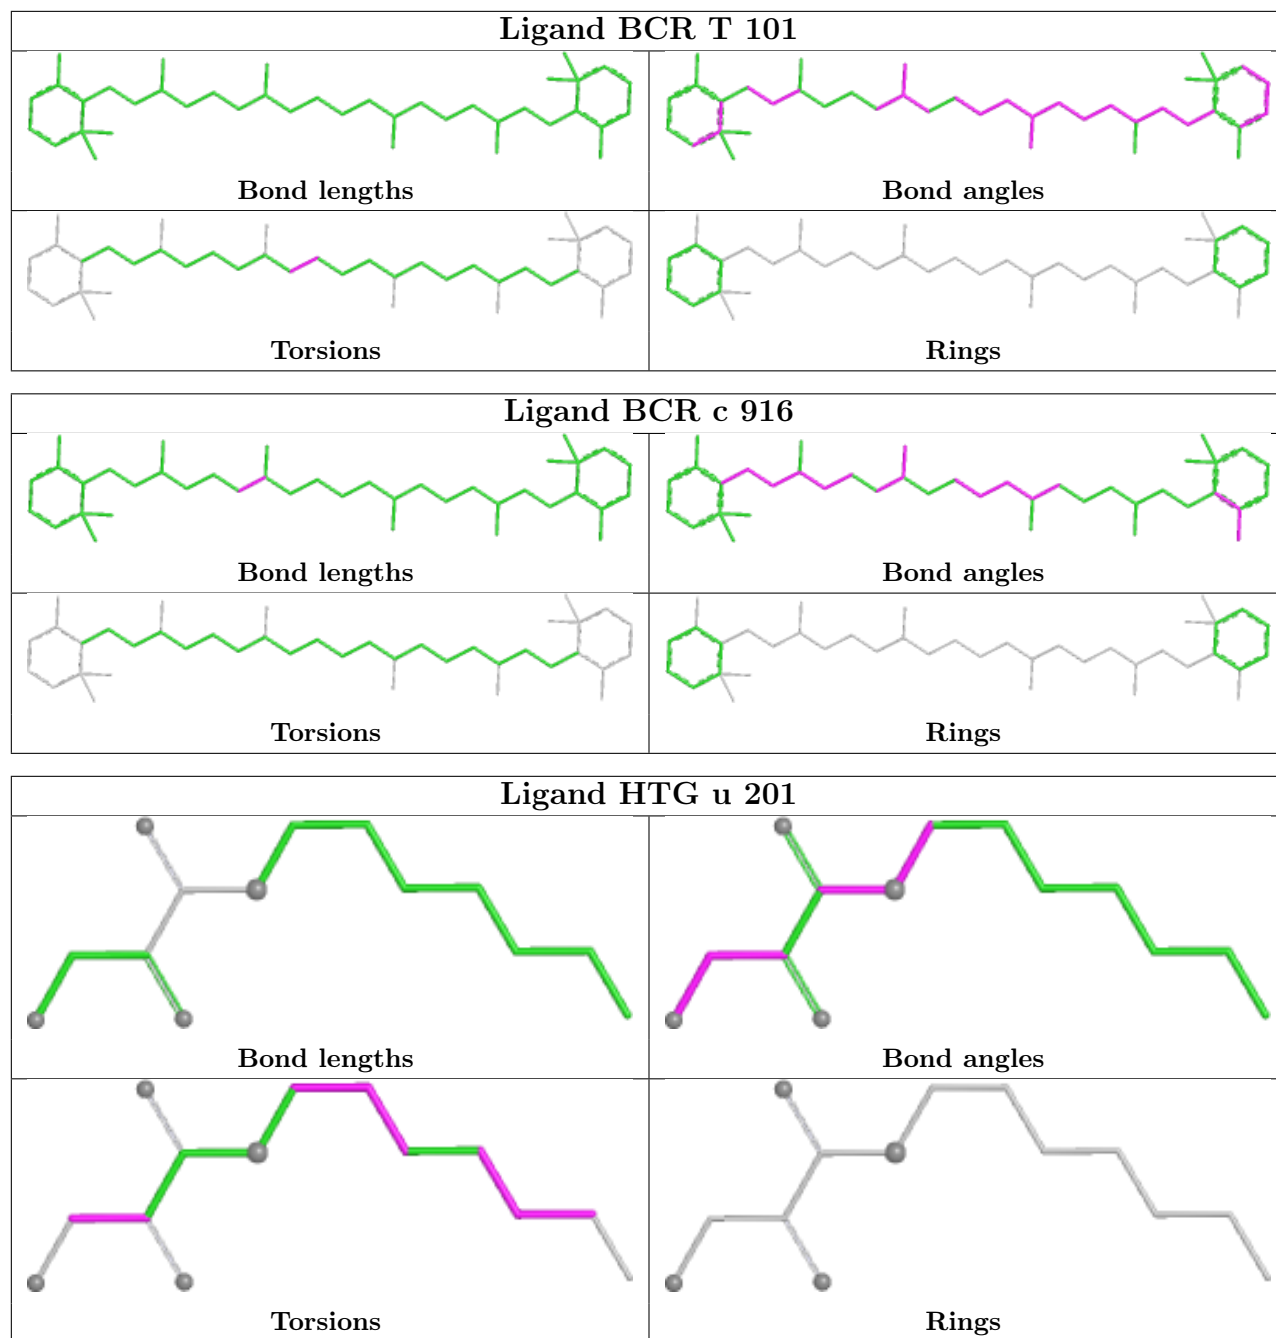 Ligand BCR T 101
Bond lengths
Bond angles
Torsions
Rings
Ligand BCR c 916
Bond lengths
Bond angles
Torsions
Rings
Ligand HTG u 201
Bond lengths
Bond angles
Torsions
Rings